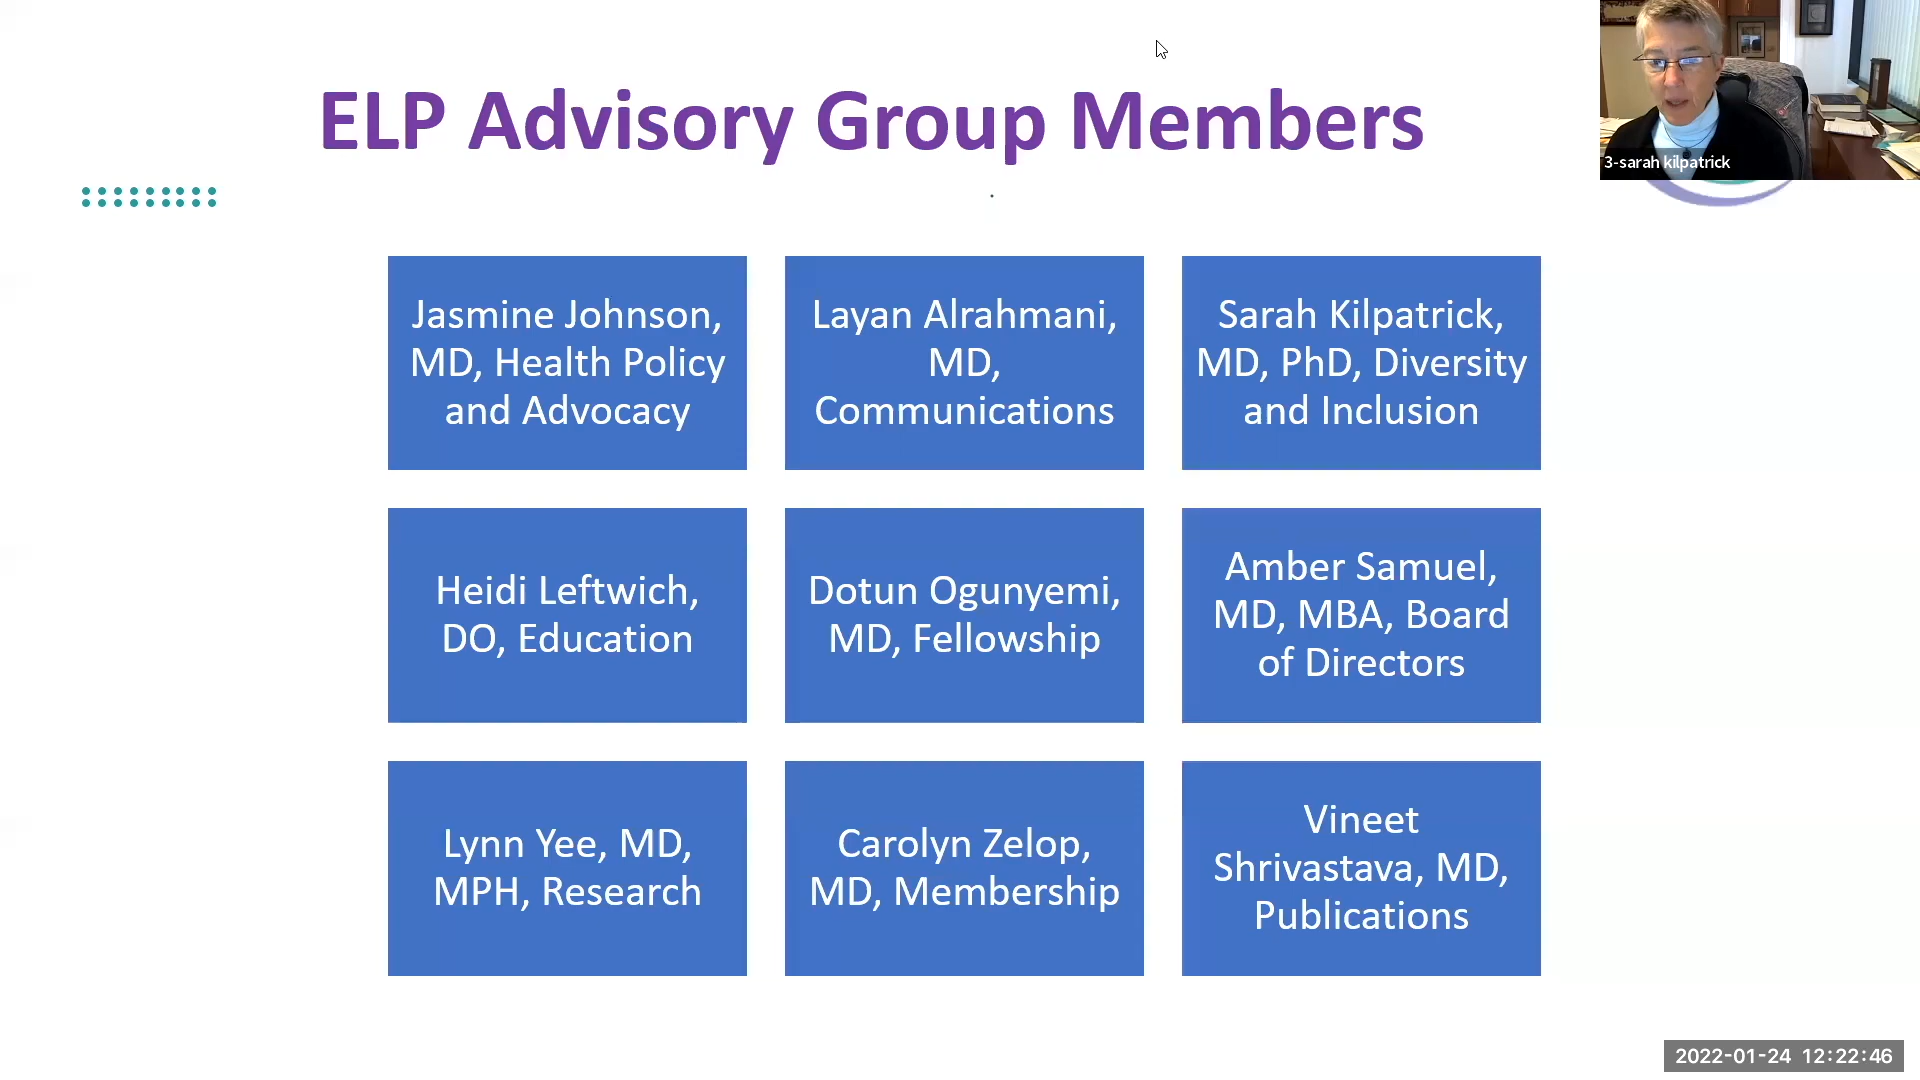 ELP Advisory Group Members
3-sarah kilpatrick
Jasmine Johnson,
MD, Health Policy
and Advocacy
Layan Alrahmani,
MD,
Communications
Sarah Kilpatrick,
MD, PhD, Diversity
and Inclusion
Heidi Leftwich,
DO, Education
Dotun Ogunyemi,
MD, Fellowship
Amber Samuel,
MD, MBA, Board
of Directors
Lynn Yee, MD,
MPH, Research
Carolyn Zelop,
MD, Membership
Vineet
Shrivastava, MD,
Publications
2022-01-24 12:22:46